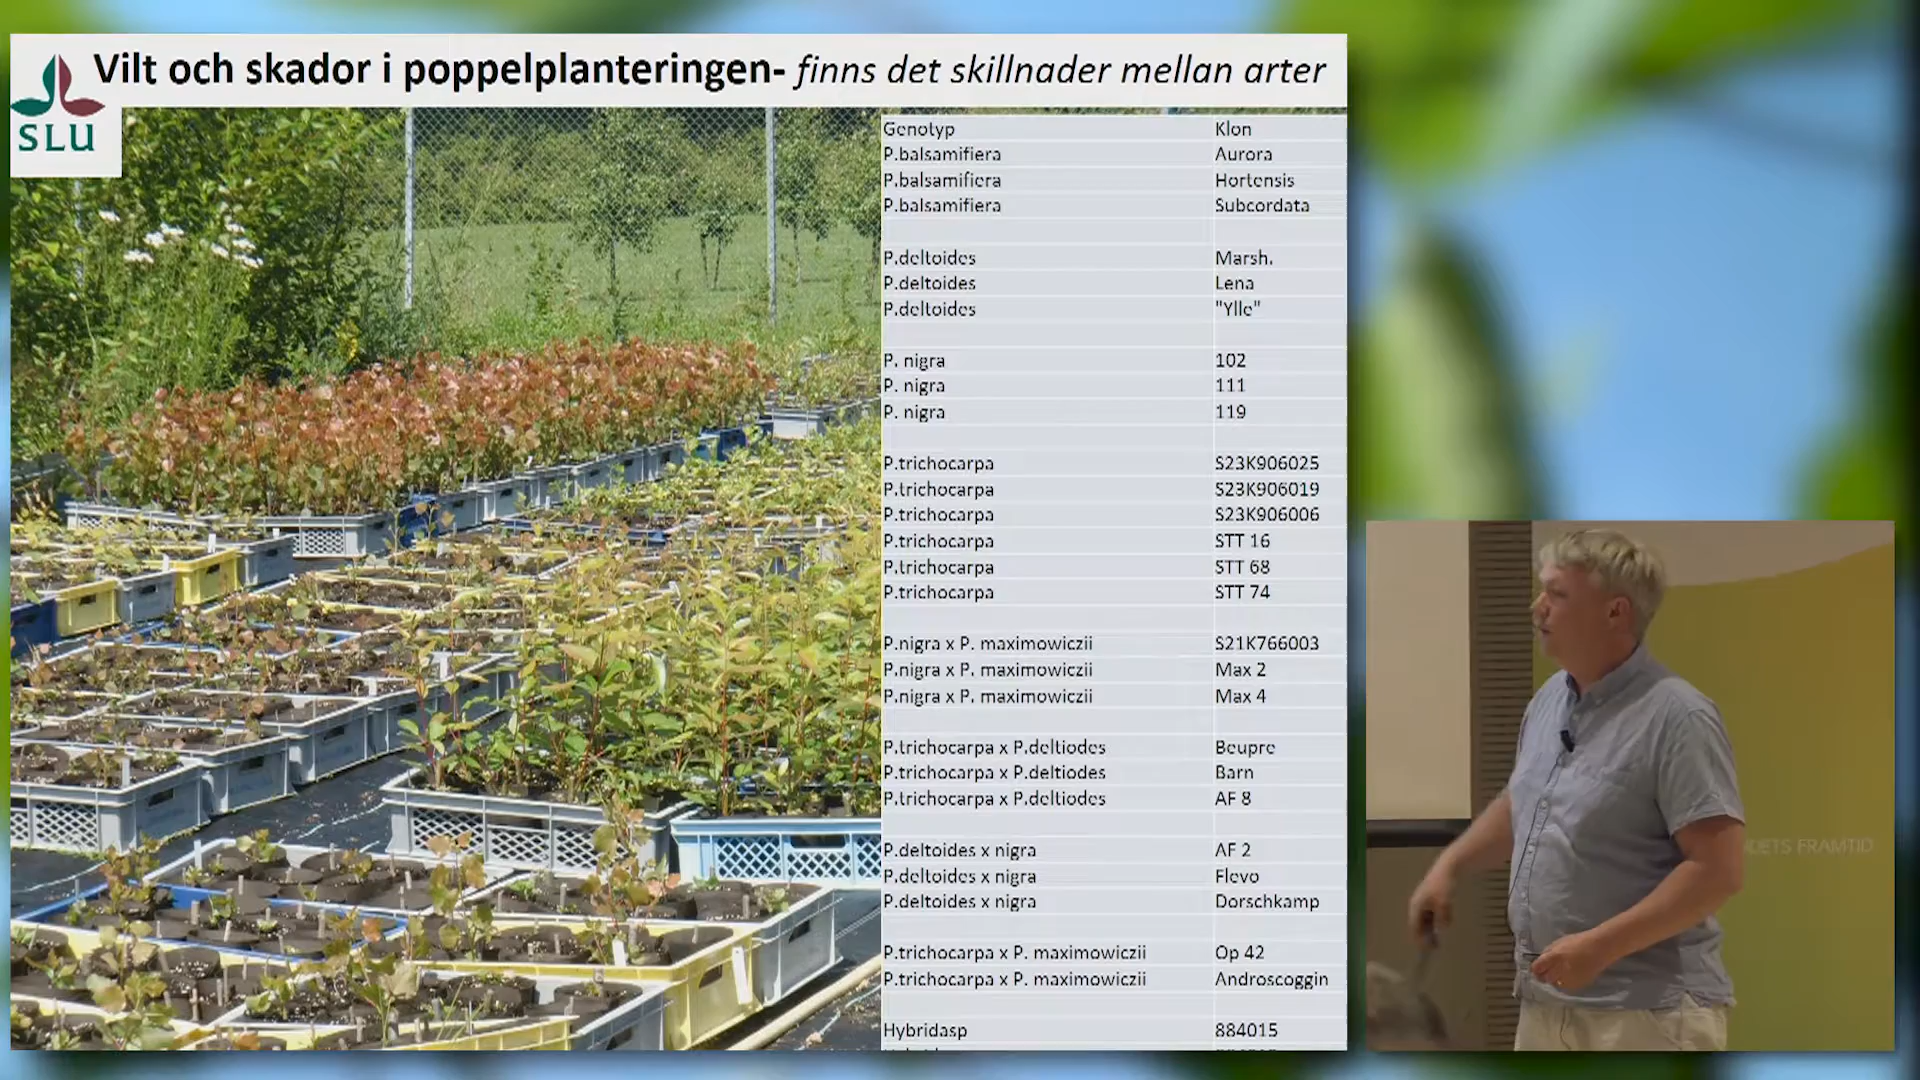 Vilt och skador i poppelplanteringen- finns det skillnader mellan arter
SLU
Genotyp Klon
P.balsamifiera Aurora
P.balsamifiera Hortensis
P.balsamifiera Subcordata
P.deltoides Marsh.
P.deltoides Lena
P.deltoides "Ylle"
P. nigra 102
P. nigra 111
P. nigra 119
P.trichocarpa S23K906025
P.trichocarpa S23K906019
P.trichocarpa S23K906006
P.trichocarpa STT 16
P.trichocarpa STT 68
P.trichocarpa STT 74
P.nigra x P. maximowiczii S21K766003
P.nigra x P. maximowiczii Max 2
P.nigra x P. maximowiczii Max 4
P.trichocarpa x P.deltiodes Beupre
P.trichocarpa x P.deltiodes Barn
P.trichocarpa x P.deltiodes AF 8
P.deltoides x nigra AF 2
P.deltoides x nigra Flevo
P.deltoides x nigra Dorschkamp
P.trichocarpa x P. maximowiczii Op 42
P.trichocarpa x P. maximowiczii Androscoggin
Hybridasp 884015
FRAMTID